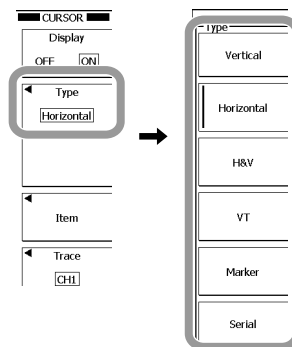 CURSOR
Display
OFF ON
Type
Horizontal
Item
Trace
CH1
Type
Vertical
Horizontal
H&V
VT
Marker
Serial